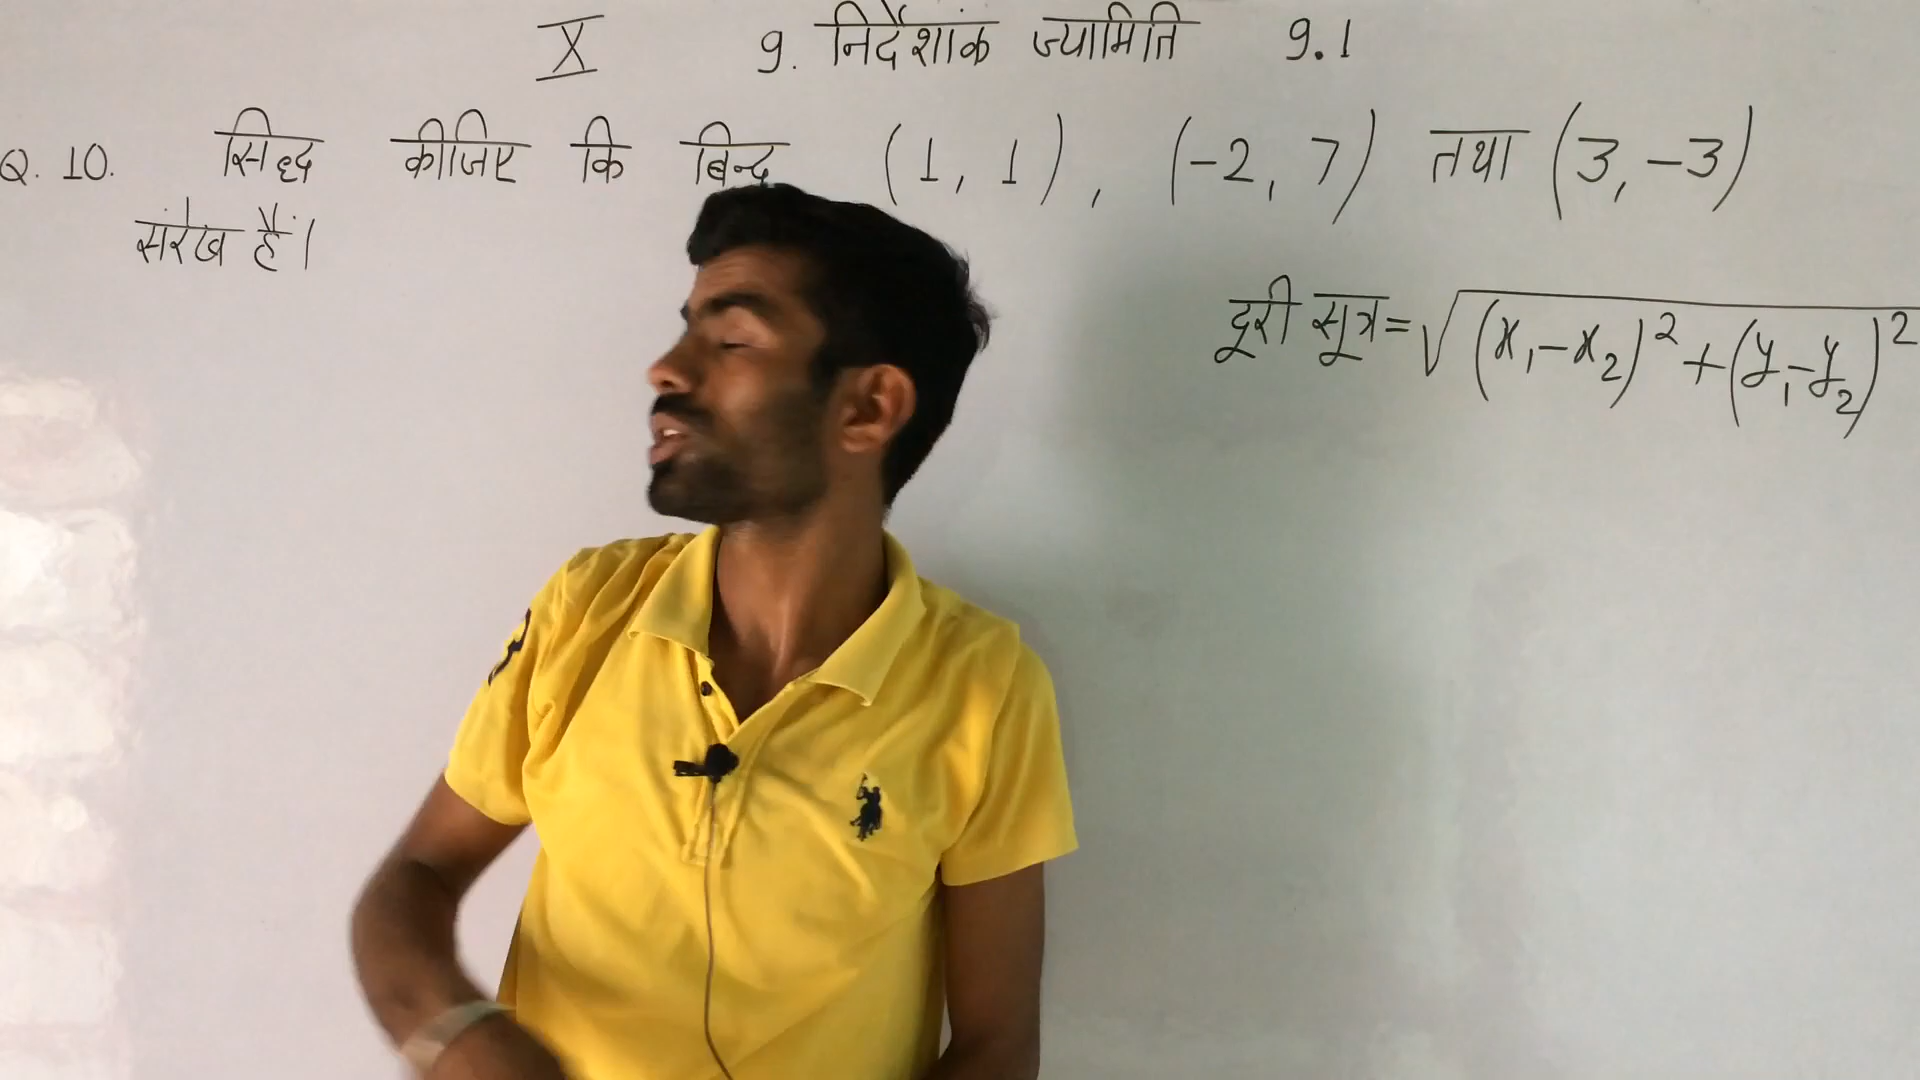 X 9. निर्देशांक ज्यामिति 9.1
Q. 10. सिद्ध कीजिए कि बिन्दु (1, 1), (-2, 7) तथा (3, -3)
संरेख हैं।
दूरी सूत्र = √(x₁-x₂)² + (y₁-y₂)²